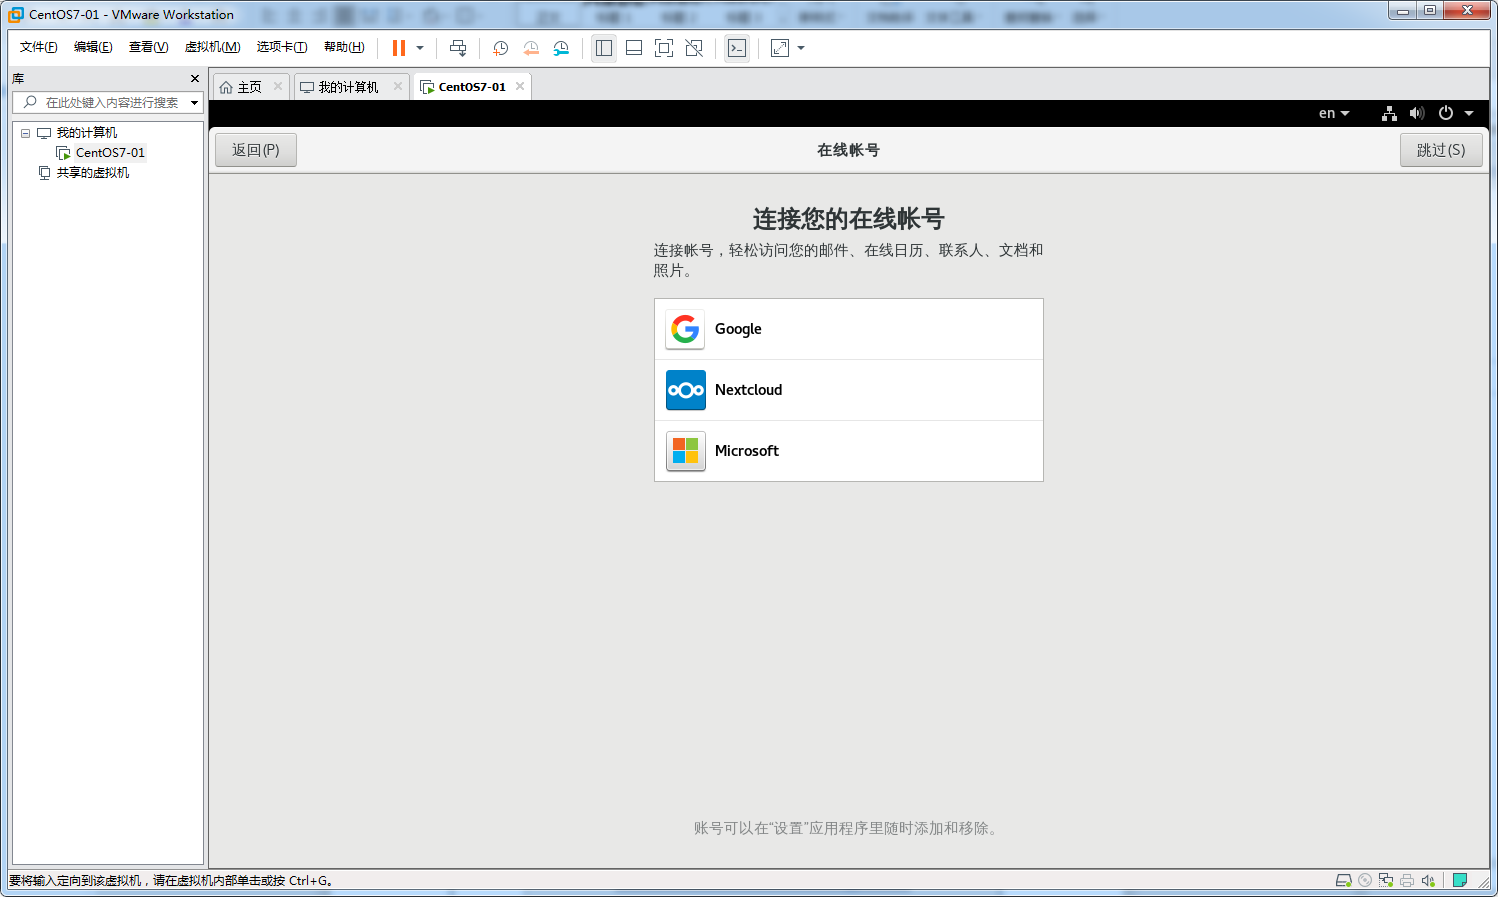 CentOS7-01 - VMware Workstation
文件(F) 编辑(E) 查看(V) 虚拟机(M) 选项卡(T) 帮助(H)
库
在此处键入内容进行搜索
我的计算机
CentOS7-01
共享的虚拟机
主页 我的计算机 CentOS7-01
en
返回(P) 在线帐号 跳过(S)
连接您的在线帐号
连接帐号，轻松访问您的邮件、在线日历、联系人、文档和
照片。
Google
Nextcloud
Microsoft
账号可以在“设置”应用程序里随时添加和移除。
要将输入定向到该虚拟机，请在虚拟机内部单击或按 Ctrl+G。